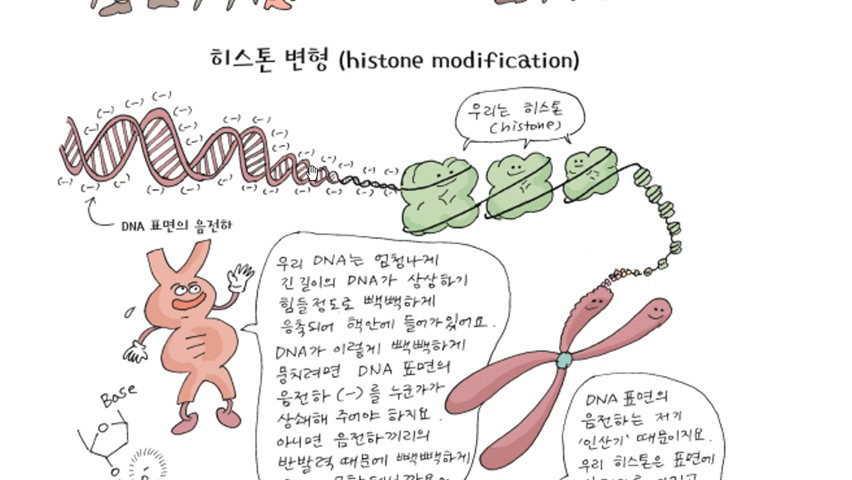 히스톤 변형 (histone modification)
우리는 히스톤
(histone)
DNA 표면의 음전하
우리 DNA는 엄청나게
긴 길이의 DNA가 상상하기
힘들정도로 빽빽하게
응축되어 핵안에 들어가있어요.
DNA가 이렇게 빽빽하게
뭉치려면 DNA 표면의
음전하 (-)를 누군가가
상쇄해 주어야 하지요.
아니면 음전하끼리의
반발력 때문에 빽빽하게
Base
DNA 표면의
음전하는 저기
'인산기' 때문이지요.
우리 히스톤은 표면에